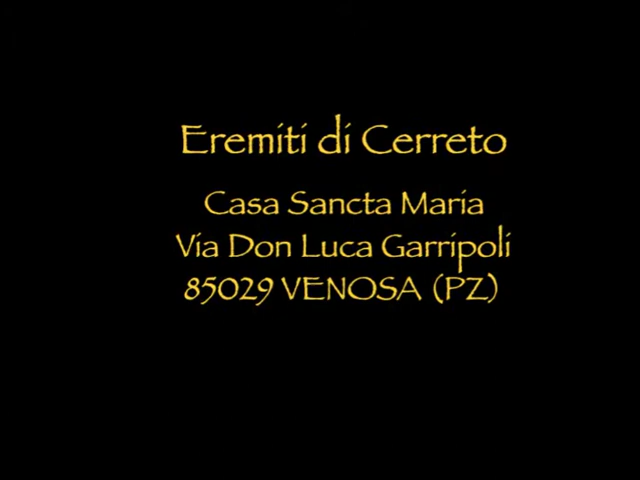 Eremiti di Cerreto
Casa Sancta Maria
Via Don Luca Garripoli
85029 VENOSA (PZ)